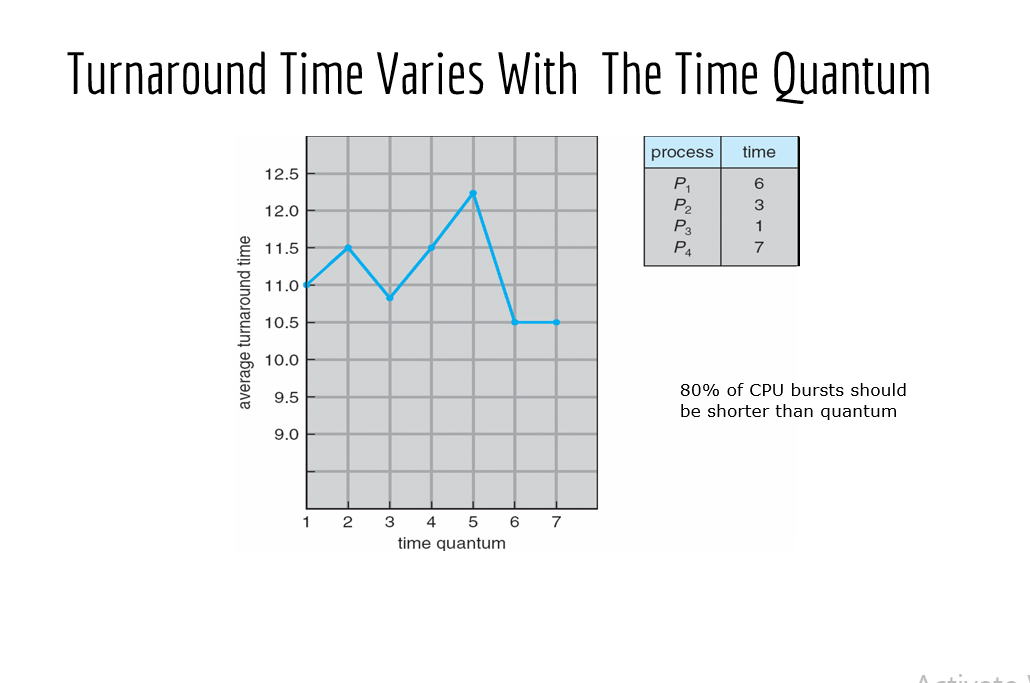 Turnaround Time Varies With The Time Quantum
process time
P1 6
P2 3
P3 1
P4 7
12.5
12.0
11.5
11.0
10.5
10.0
9.5
9.0
average turnaround time
1 2 3 4 5 6 7
time quantum
80% of CPU bursts should
be shorter than quantum